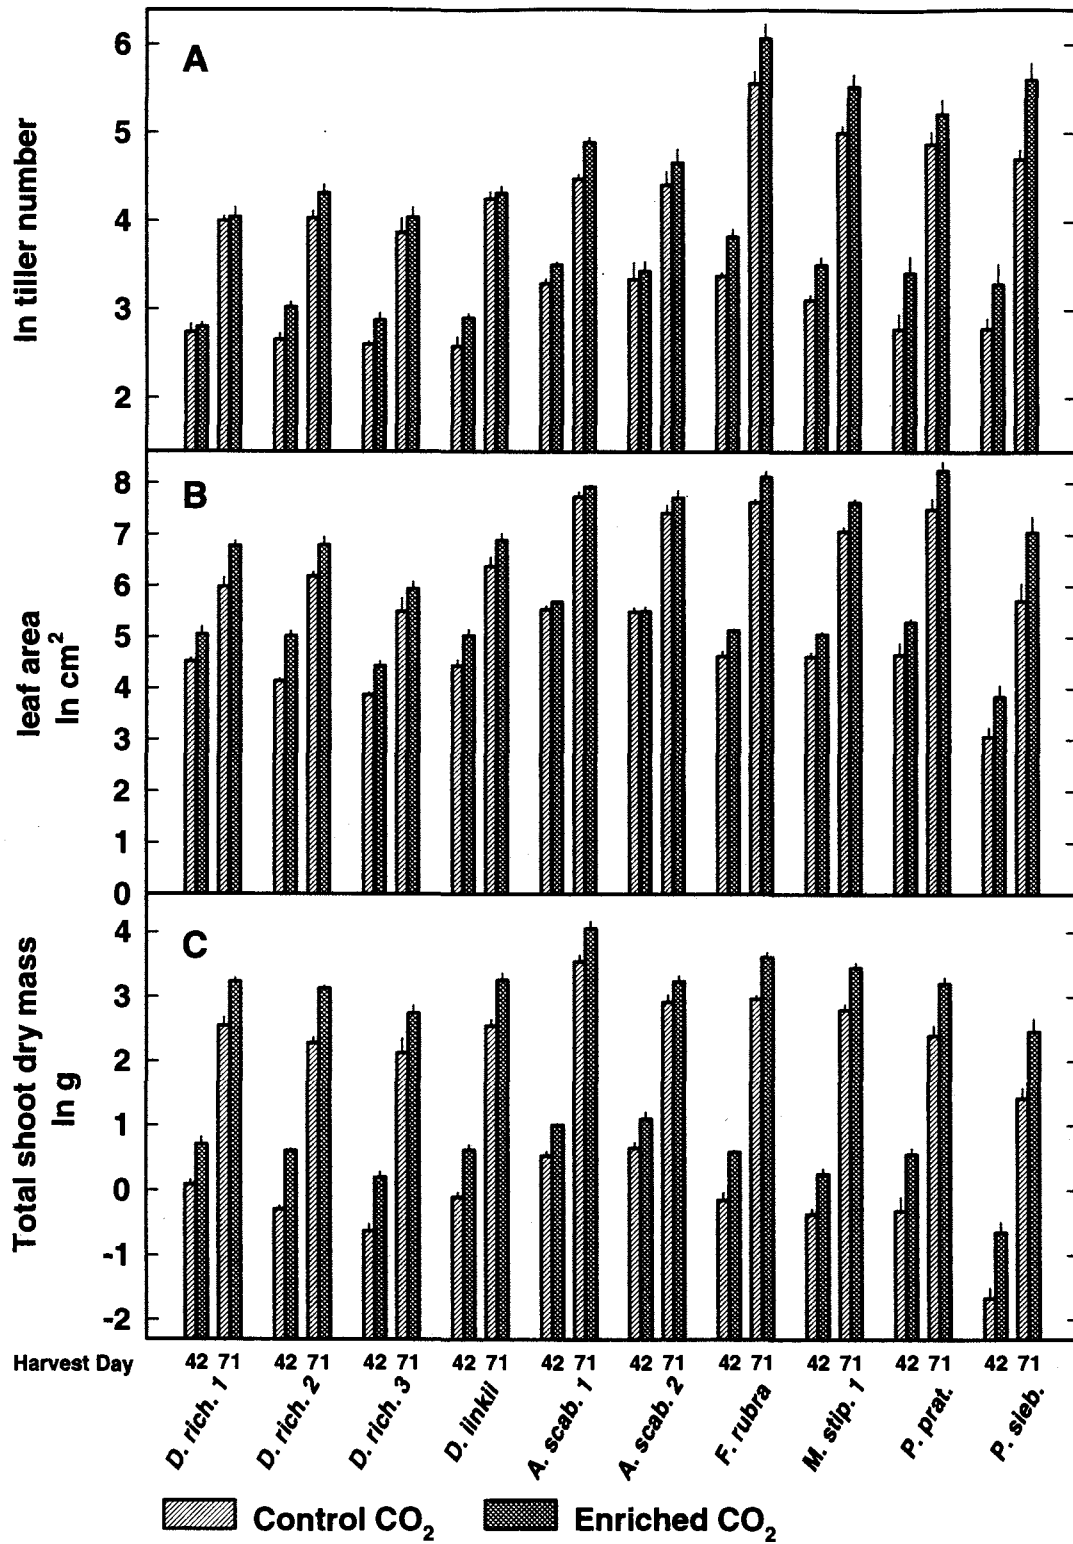 A
ln tiller number
6
5
4
3
2
B
leaf area
ln cm2
8
7
6
5
4
3
2
1
0
C
Total shoot dry mass
ln g
4
3
2
1
0
-1
-2
Harvest Day 42 71 42 71 42 71 42 71 42 71 42 71 42 71 42 71 42 71 42 71
D. rich. 1
D. rich. 2
D. rich. 3
D. linkil
A. scab. 1
A. scab. 2
F. rubra
M. stip. 1
P. prat.
P. sieb.
Control CO2 Enriched CO2